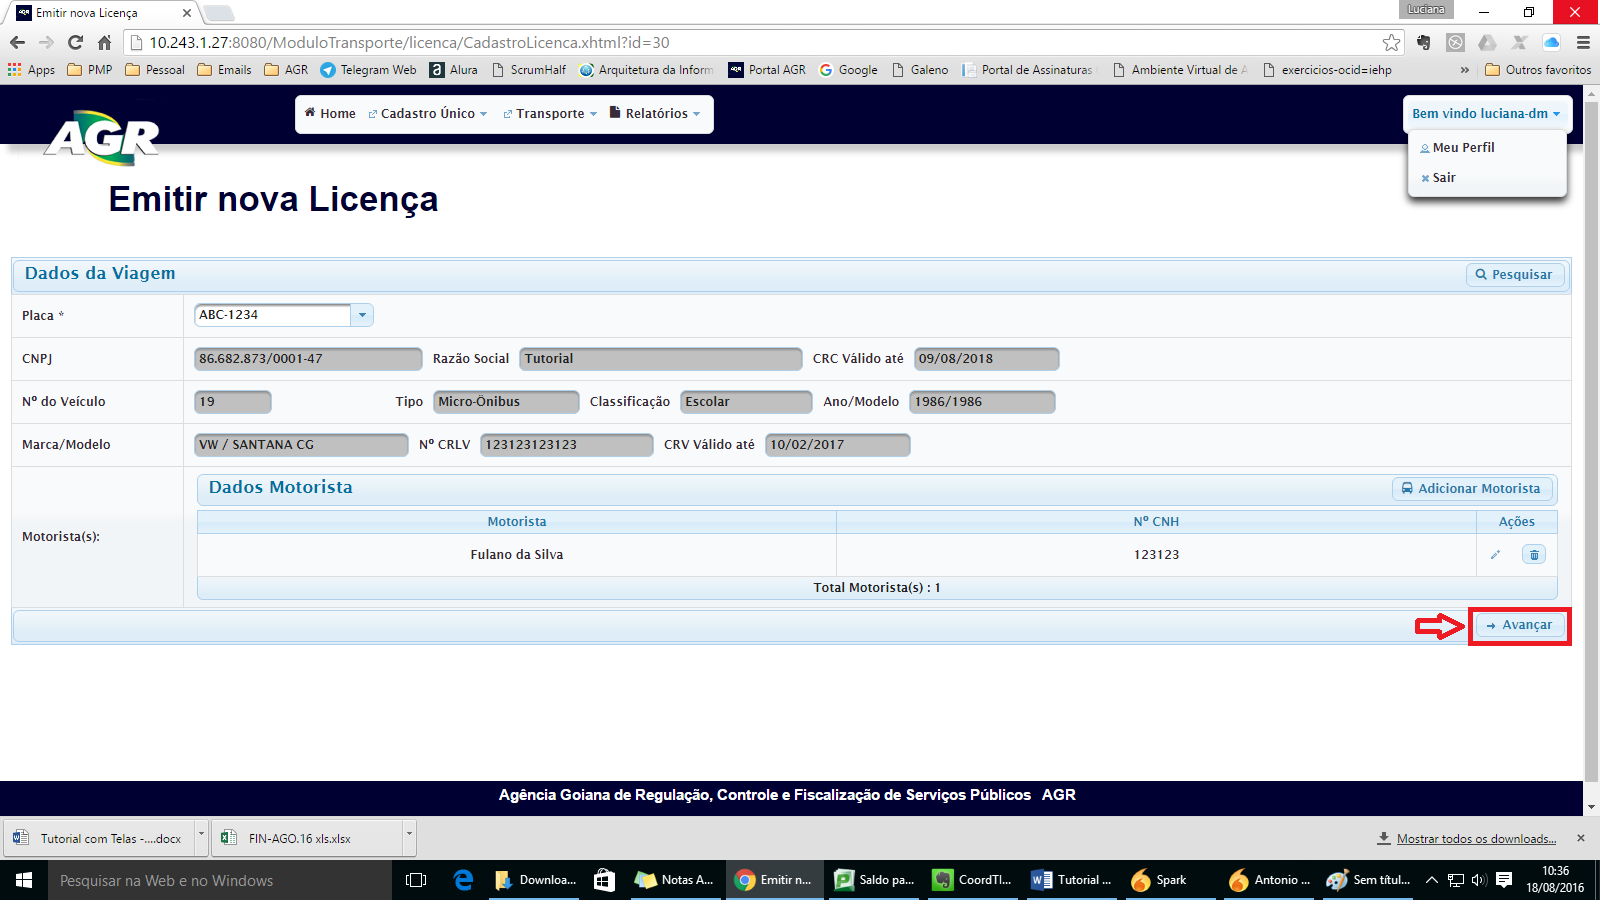 Emitir nova Licença
Luciana
10.243.1.27:8080/ModuloTransporte/licenca/CadastroLicenca.xhtml?id=30
Apps PMP Pessoal Emails AGR Telegram Web Alura ScrumHalf Arquitetura da Inform Portal AGR Google Galeno Portal de Assinaturas Ambiente Virtual de A exercicios-ocid=iehp » Outros favoritos
AGR
Home Cadastro Único Transporte Relatórios
Bem vindo luciana-dm
Meu Perfil
Sair
Emitir nova Licença
Dados da Viagem
Pesquisar
Placa * ABC-1234
CNPJ 86.682.873/0001-47 Razão Social Tutorial CRC Válido até 09/08/2018
Nº do Veículo 19 Tipo Micro-Ônibus Classificação Escolar Ano/Modelo 1986/1986
Marca/Modelo VW / SANTANA CG Nº CRLV 123123123123 CRV Válido até 10/02/2017
Motorista(s):
Dados Motorista
Adicionar Motorista
Motorista Nº CNH Ações
Fulano da Silva 123123
Total Motorista(s) : 1
Avançar
Agência Goiana de Regulação, Controle e Fiscalização de Serviços Públicos AGR
Tutorial com Telas -....docx FIN-AGO.16 xls.xlsx Mostrar todos os downloads...
Pesquisar na Web e no Windows
Downloa... Notas A... Emitir n... Saldo pa... CoordTI... Tutorial ... Spark Antonio ... Sem títul...
10:36
18/08/2016